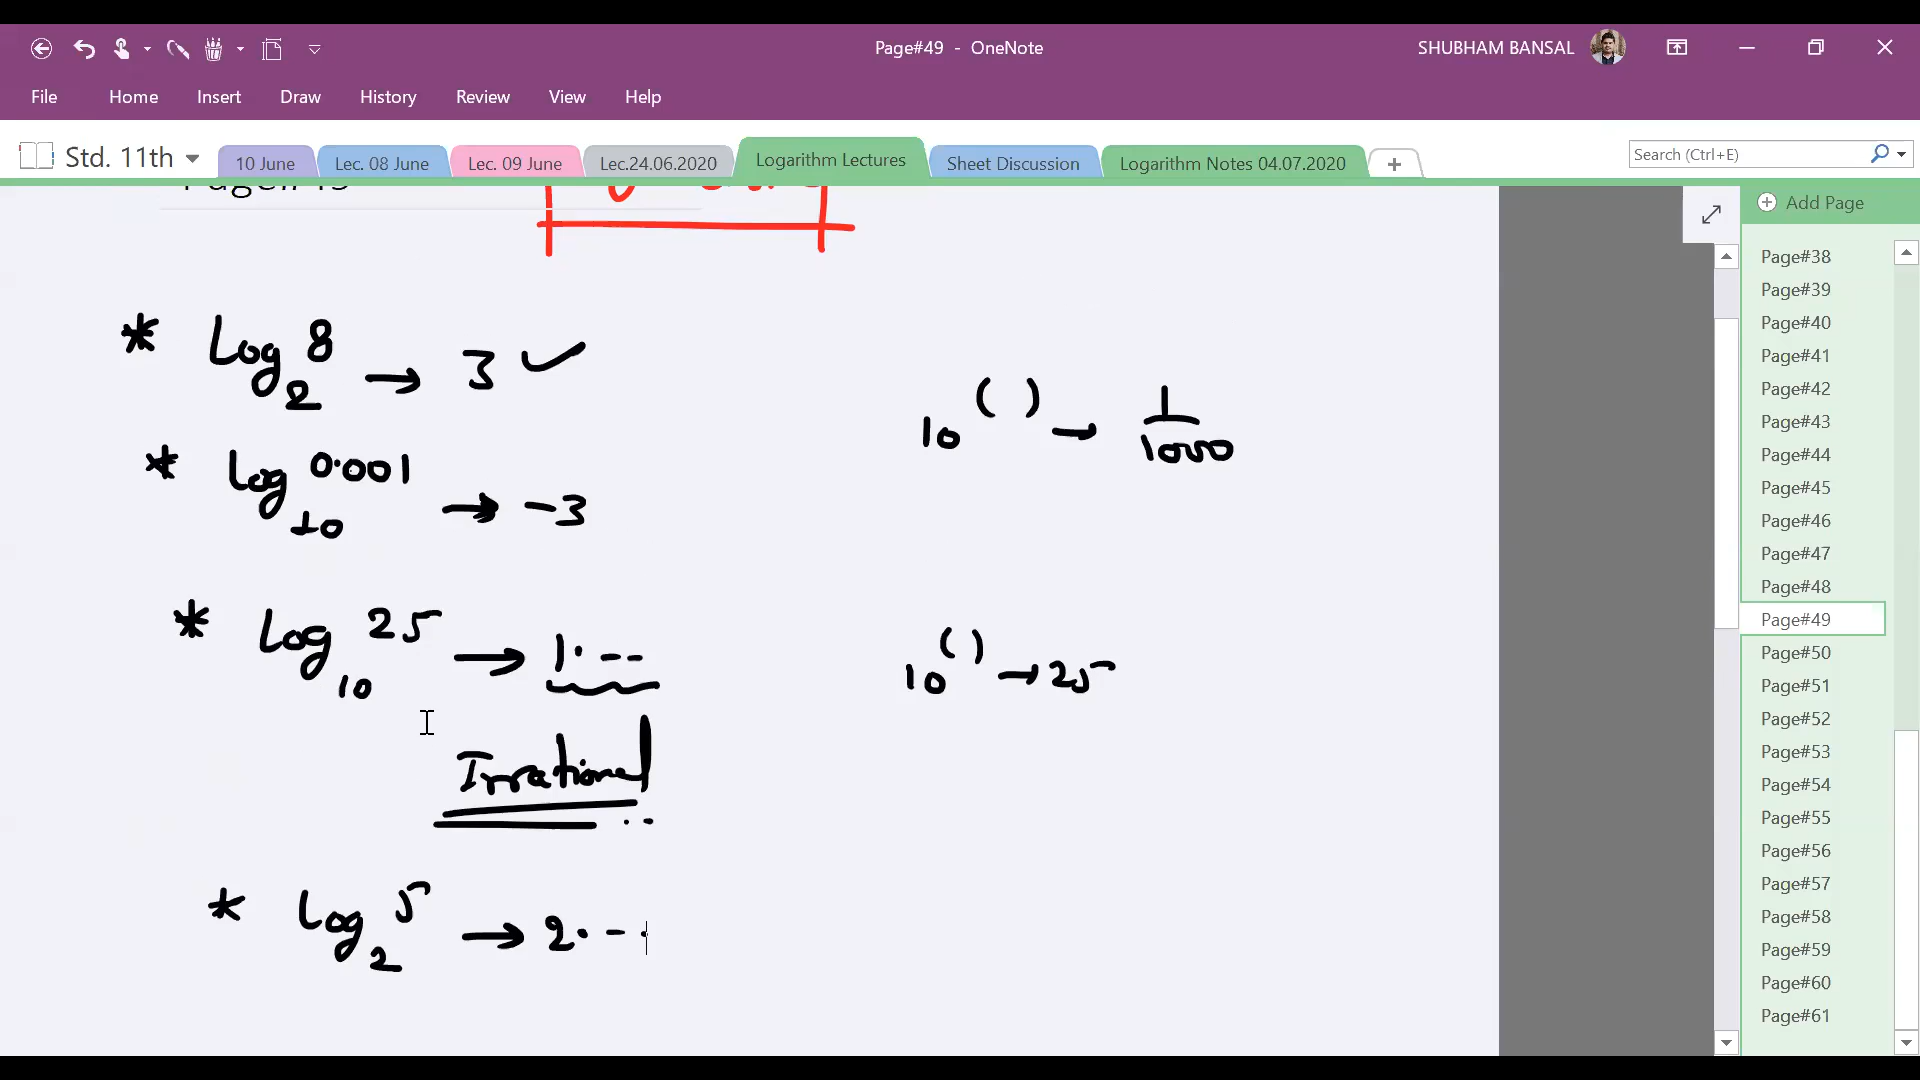 Page#49 - OneNote
SHUBHAM BANSAL
File Home Insert Draw History Review View Help
Std. 11th
10 June
Lec. 08 June
Lec. 09 June
Lec.24.06.2020
Logarithm Lectures
Sheet Discussion
Logarithm Notes 04.07.2020
Search (Ctrl+E)
Add Page
* Log₂ 8 → 3 ✓
10^( ) → 1/1000
* log₁₀ 0.001 → -3
* Log₁₀ 25 → 1. --
10^( ) → 25
Irrational
* Log₂ 5 → 2. - -
Page#38
Page#39
Page#40
Page#41
Page#42
Page#43
Page#44
Page#45
Page#46
Page#47
Page#48
Page#49
Page#50
Page#51
Page#52
Page#53
Page#54
Page#55
Page#56
Page#57
Page#58
Page#59
Page#60
Page#61